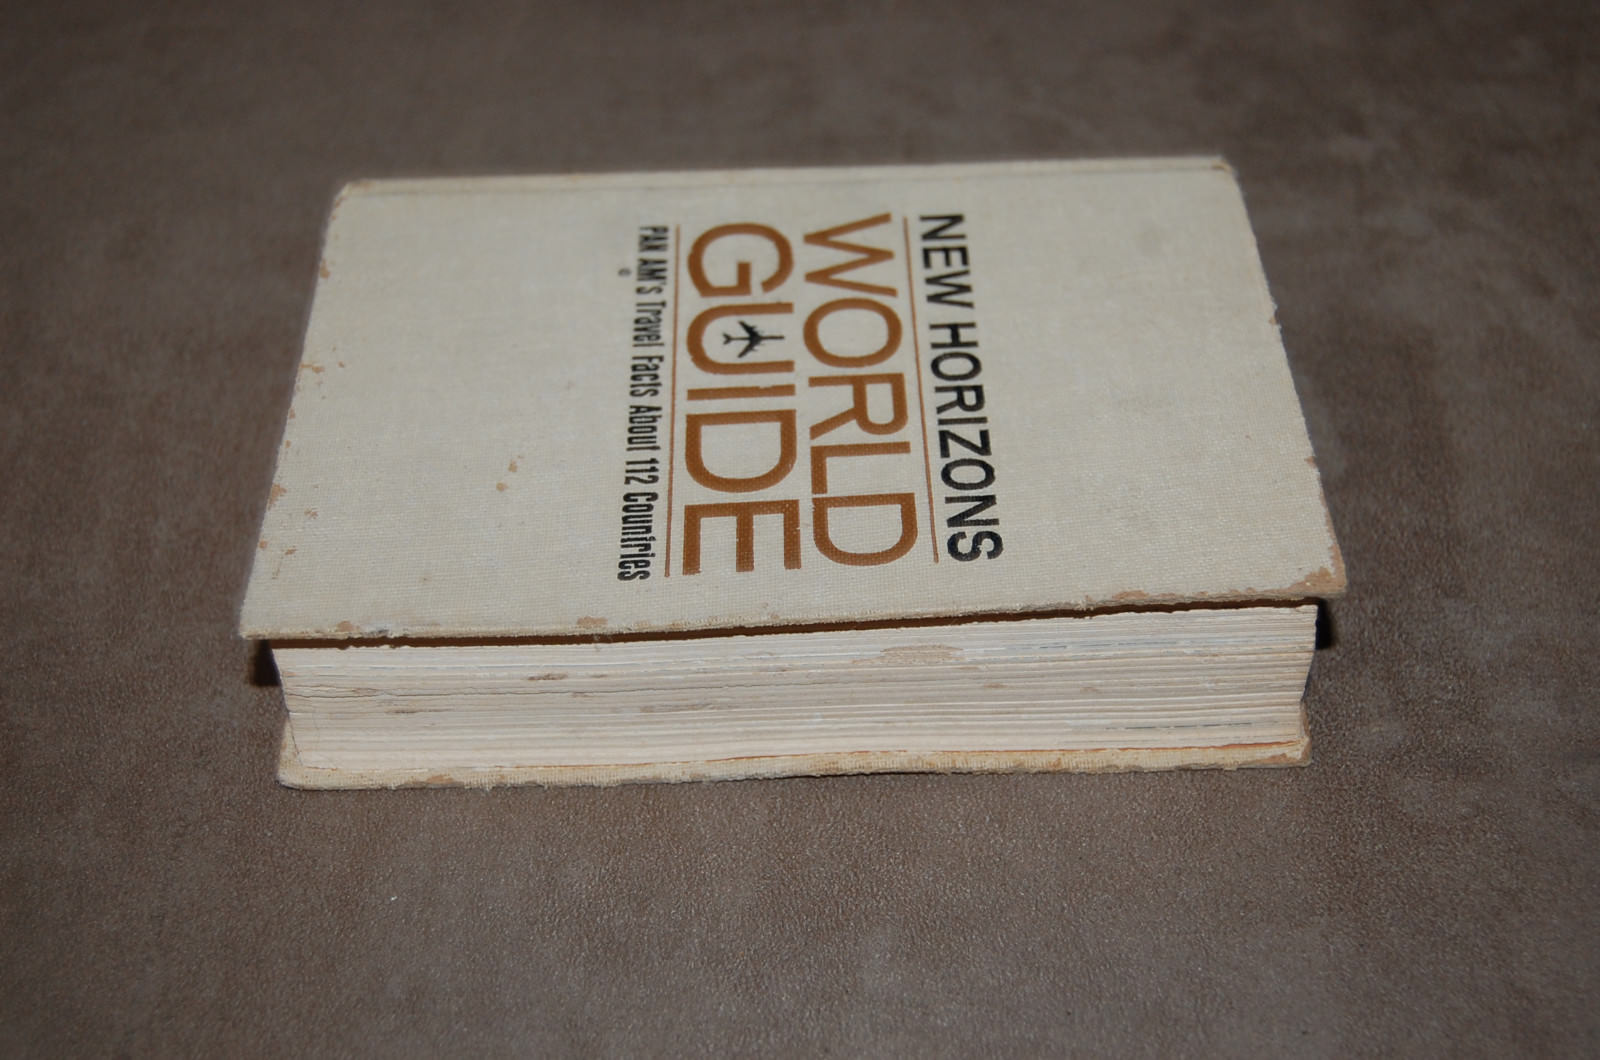 NEW HORIZONS
WORLD
GUIDE
PAN AM's Travel Facts About 112 Countries
©